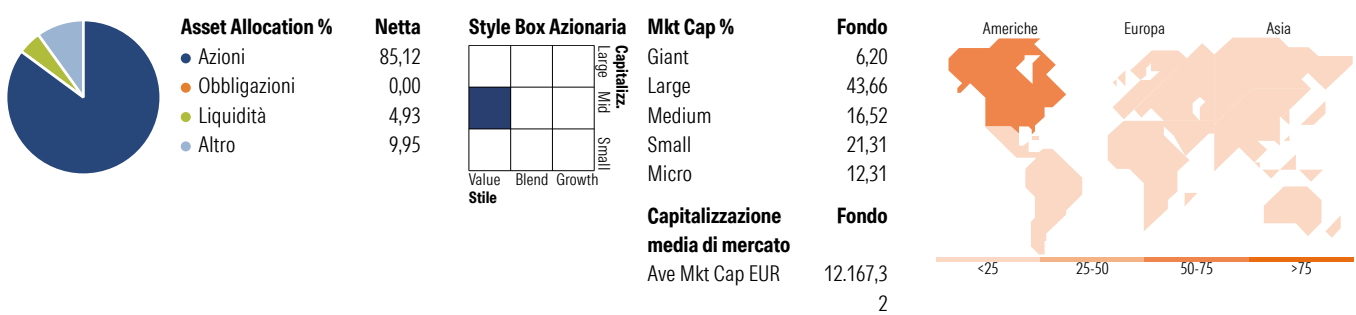 Asset Allocation % Netta
Azioni 85,12
Obbligazioni 0,00
Liquidità 4,93
Altro 9,95
Style Box Azionaria
Capitalizz.
Large Mid Small
Value Blend Growth
Stile
Mkt Cap % Fondo
Giant 6,20
Large 43,66
Medium 16,52
Small 21,31
Micro 12,31
Capitalizzazione Fondo
media di mercato
Ave Mkt Cap EUR 12.167,3
2
Americhe Europa Asia
<25 25-50 50-75 >75